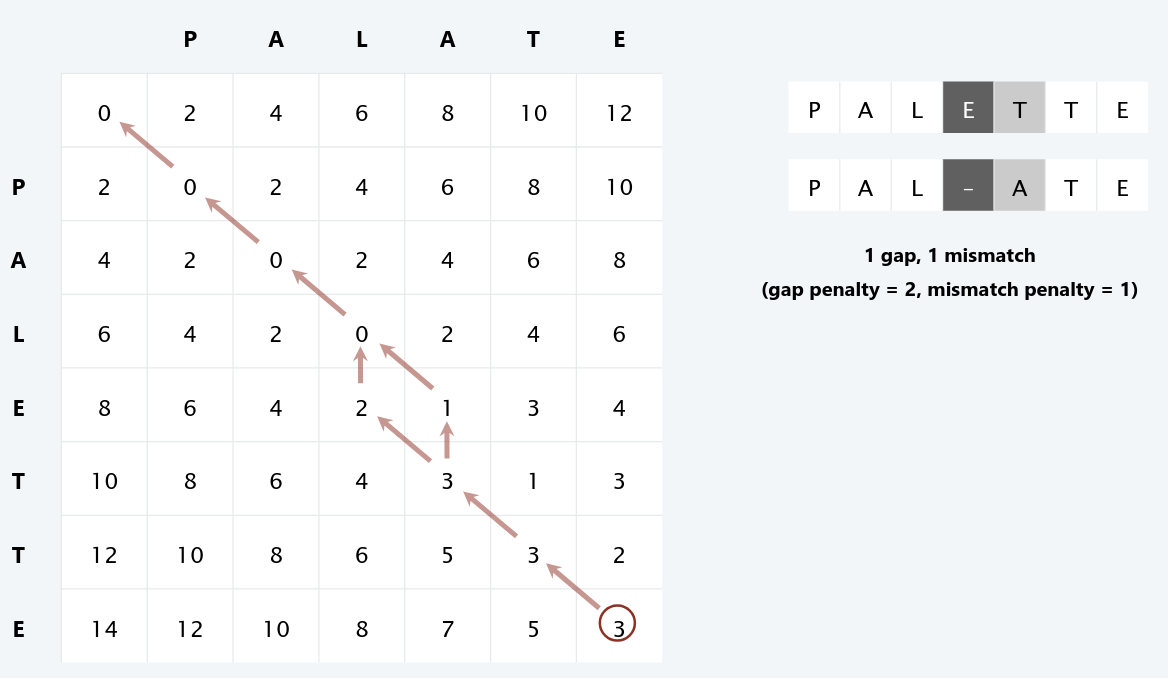 P A L A T E
0 2 4 6 8 10 12
P 2 0 2 4 6 8 10
A 4 2 0 2 4 6 8
L 6 4 2 0 2 4 6
E 8 6 4 2 1 3 4
T 10 8 6 4 3 1 3
T 12 10 8 6 5 3 2
E 14 12 10 8 7 5 3
P A L E T T E
P A L – A T E
1 gap, 1 mismatch
(gap penalty = 2, mismatch penalty = 1)